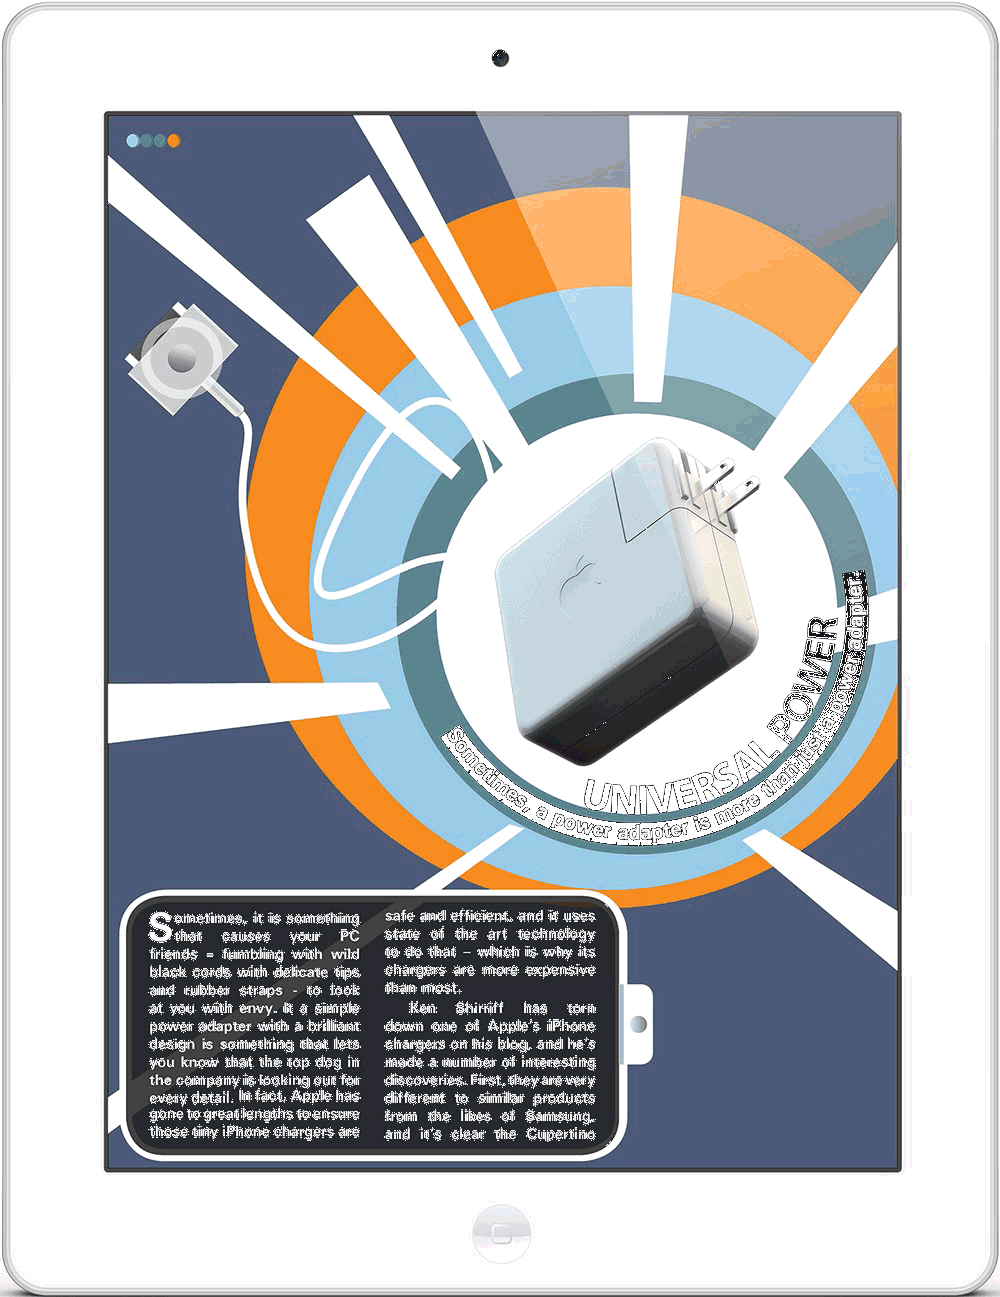 UNIVERSAL POWER
Sometimes, a power adapter is more than just a power adapter.
Sometimes, it is something
that causes your PC
friends – fumbling with wild
black cords with delicate tips
and rubber straps - to look
at you with envy. It a simple
power adapter with a brilliant
design is something that lets
you know that the top dog in
the company is looking out for
every detail. In fact, Apple has
gone to great lengths to ensure
those tiny iPhone chargers are
safe and efficient, and it uses
state of the art technology
to do that – which is why its
chargers are more expensive
than most.
Ken Shirriff has torn
down one of Apple's iPhone
chargers on his blog, and he's
made a number of interesting
discoveries. First, they are very
different to similar products
from the likes of Samsung,
and it's clear the Cupertino